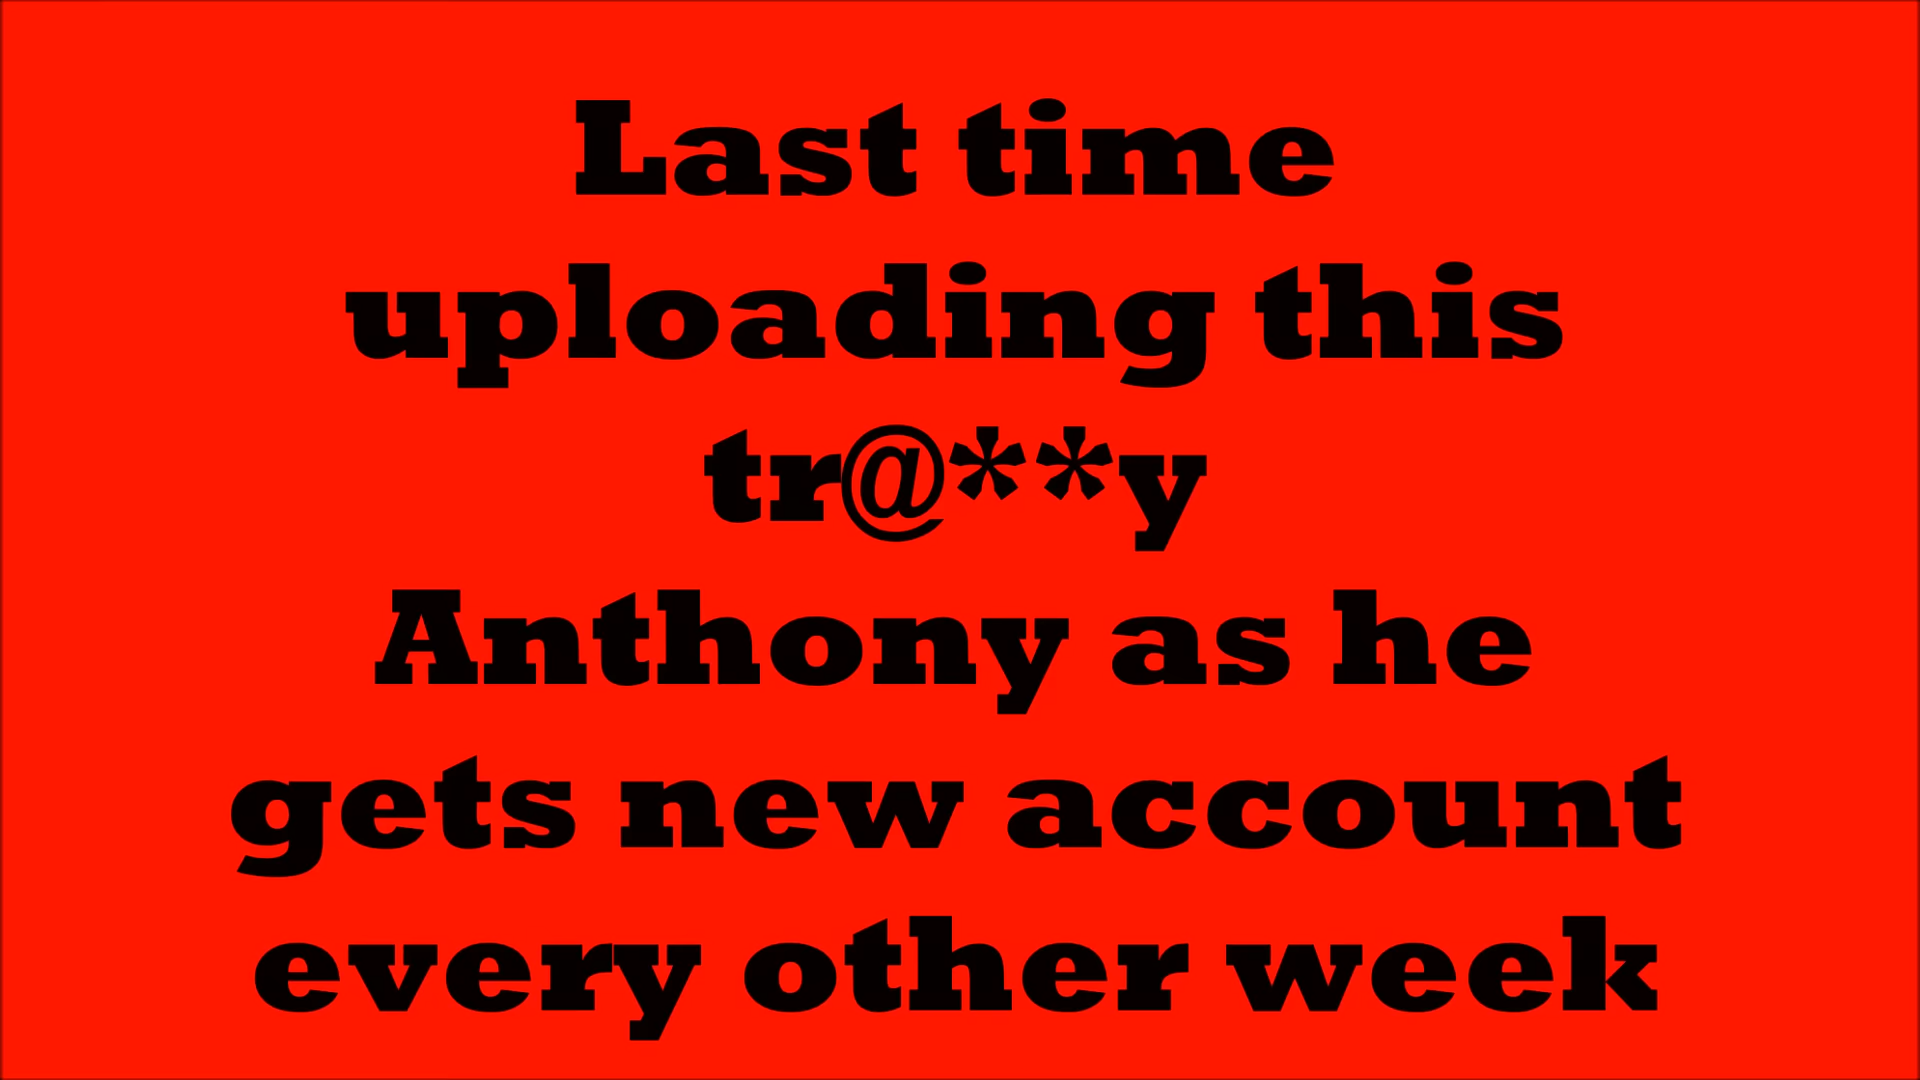 Last time
uploading this
tr@**y
Anthony as he
gets new account
every other week